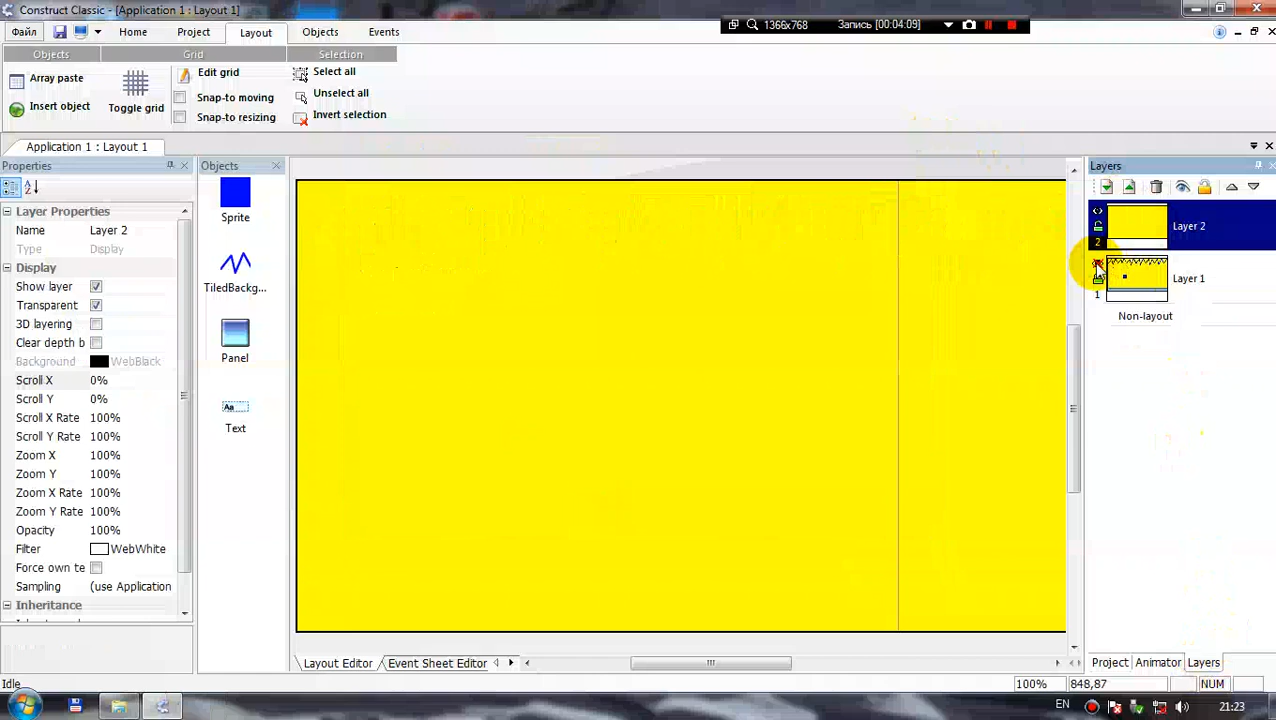 Construct Classic - [Application 1 : Layout 1]
1366x768
Запись [00:04:09]
Файл
Home
Project
Layout
Objects
Events
Objects
Grid
Selection
Array paste
Insert object
Toggle grid
Edit grid
Snap-to moving
Snap-to resizing
Select all
Unselect all
Invert selection
Application 1 : Layout 1
Properties
Objects
Layers
Layer Properties
Name Layer 2
Type Display
Display
Show layer
Transparent
3D layering
Clear depth b
Background WebBlack
Scroll X 0%
Scroll Y 0%
Scroll X Rate 100%
Scroll Y Rate 100%
Zoom X 100%
Zoom Y 100%
Zoom X Rate 100%
Zoom Y Rate 100%
Opacity 100%
Filter WebWhite
Force own te
Sampling (use Application
Inheritance
Sprite
TiledBackg...
Panel
Aa
Text
2
Layer 2
1
Layer 1
Non-layout
Layout Editor
Event Sheet Editor
Project
Animator
Layers
Idle
100%
848,87
NUM
EN
21:23